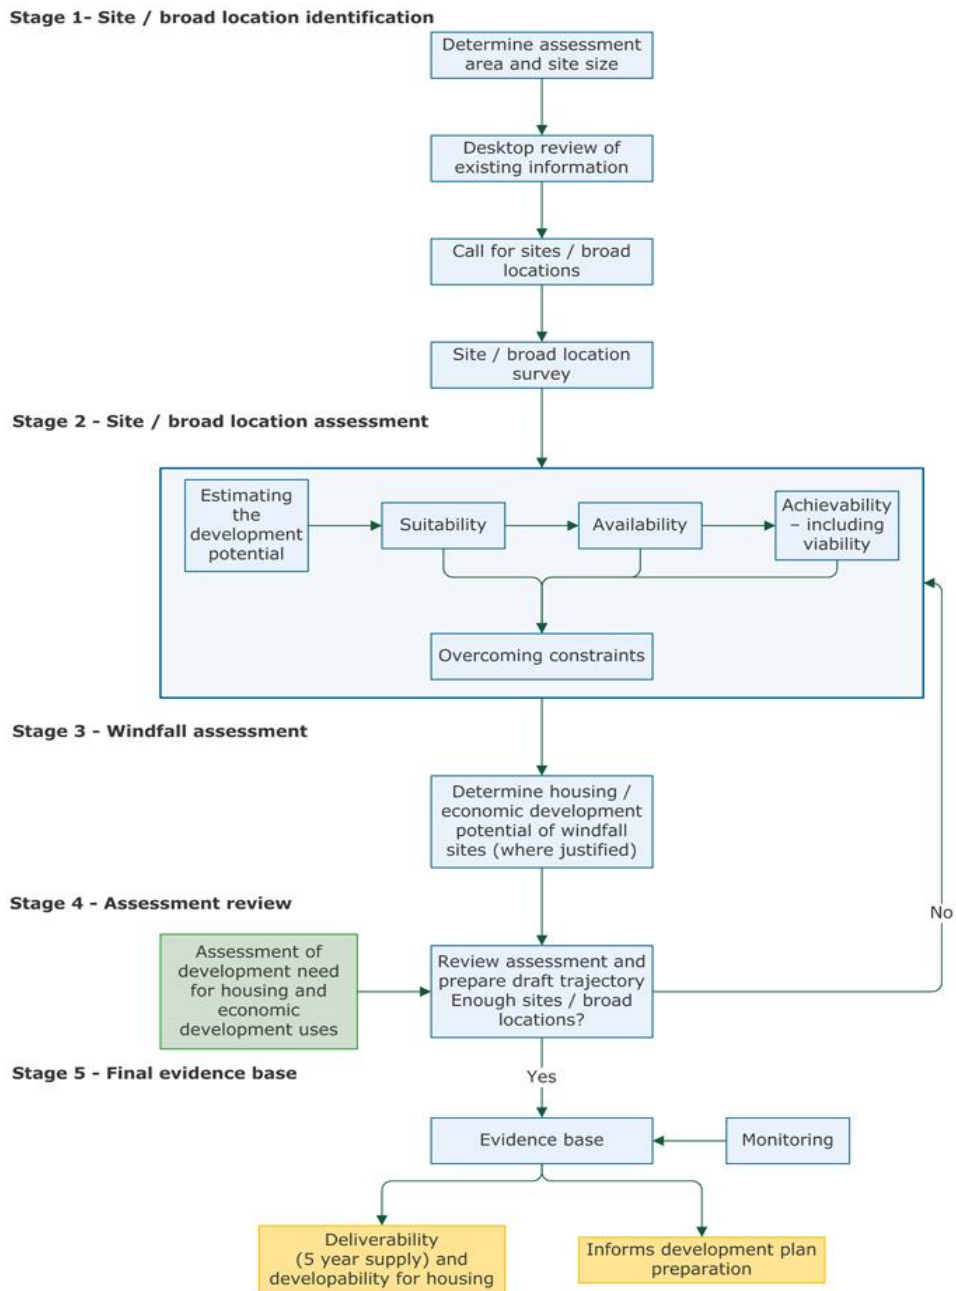 Stage 1- Site / broad location identification
Determine assessment
area and site size
Desktop review of
existing information
Call for sites / broad
locations
Site / broad location
survey
Stage 2 - Site / broad location assessment
Estimating
the
development
potential
Suitability
Availability
Achievability
– including
viability
Overcoming constraints
Stage 3 - Windfall assessment
Determine housing /
economic development
potential of windfall
sites (where justified)
Stage 4 - Assessment review
No
Assessment of
development need
for housing and
economic
development uses
Review assessment and
prepare draft trajectory
Enough sites / broad
locations?
Stage 5 - Final evidence base
Yes
Evidence base
Monitoring
Deliverability
(5 year supply) and
developability for housing
Informs development plan
preparation